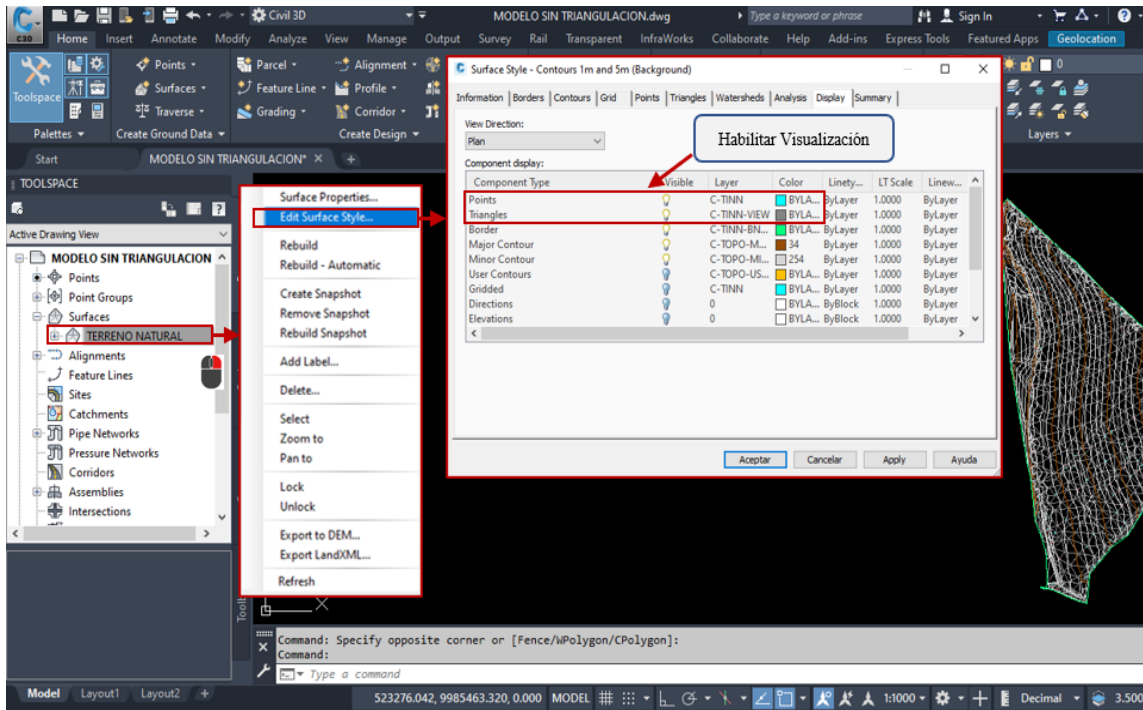 C3D
Civil 3D
MODELO SIN TRIANGULACION.dwg
Type a keyword or phrase
Sign In
Home Insert Annotate Modify Analyze View Manage Output Survey Rail Transparent InfraWorks Collaborate Help Add-ins Express Tools Featured Apps Geolocation
Toolspace
Points
Surfaces
Traverse
Parcel
Feature Line
Grading
Alignment
Profile
Corridor
0
Palettes
Create Ground Data
Create Design
Layers
Start
MODELO SIN TRIANGULACION*
TOOLSPACE
Active Drawing View
MODELO SIN TRIANGULACION
Points
Point Groups
Surfaces
TERRENO NATURAL
Alignments
Feature Lines
Sites
Catchments
Pipe Networks
Pressure Networks
Corridors
Assemblies
Intersections
Surface Properties...
Edit Surface Style...
Rebuild
Rebuild - Automatic
Create Snapshot
Remove Snapshot
Rebuild Snapshot
Add Label...
Delete...
Select
Zoom to
Pan to
Lock
Unlock
Export to DEM...
Export LandXML...
Refresh
Surface Style - Contours 1m and 5m (Background)
Information Borders Contours Grid Points Triangles Watersheds Analysis Display Summary
View Direction:
Plan
Habilitar Visualización
Component display:
Component Type Visible Layer Color Linety... LT Scale Linew...
Points C-TINN BYLA... ByLayer 1.0000 ByLayer
Triangles C-TINN-VIEW BYLA... ByLayer 1.0000 ByLayer
Border C-TINN-BN... BYLA... ByLayer 1.0000 ByLayer
Major Contour C-TOPO-M... 34 ByLayer 1.0000 ByLayer
Minor Contour C-TOPO-MI... 254 ByLayer 1.0000 ByLayer
User Contours C-TOPO-US... BYLA... ByLayer 1.0000 ByLayer
Gridded C-TINN BYLA... ByLayer 1.0000 ByLayer
Directions 0 BYLA... ByBlock 1.0000 ByLayer
Elevations 0 BYLA... ByBlock 1.0000 ByLayer
Aceptar Cancelar Apply Ayuda
Command: Specify opposite corner or [Fence/WPolygon/CPolygon]:
Command:
Type a command
Model Layout1 Layout2 +
523276.042, 9985463.320, 0.000 MODEL 1:1000 Decimal 3.500